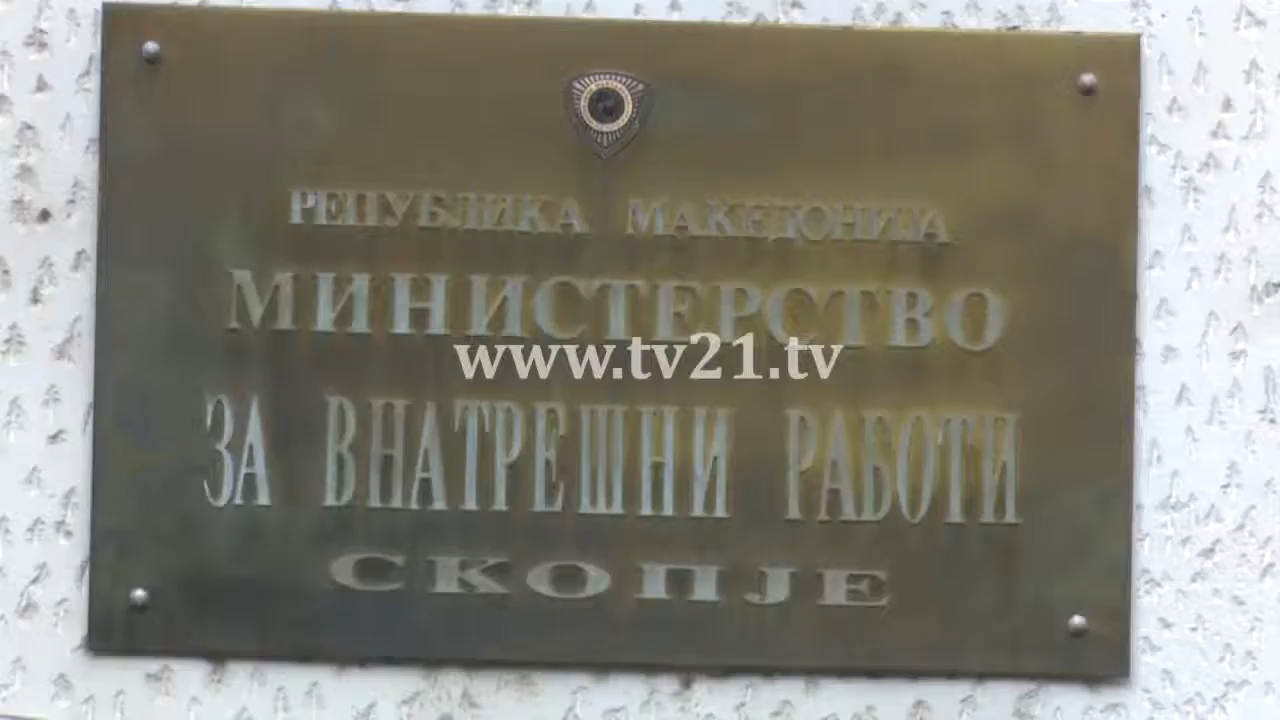 РЕПУБЛИКА МАКЕДОНИЈА
МИНИСТЕРСТВО
www.tv21.tv
ЗА ВНАТРЕШНИ РАБОТИ
СКОПЈЕ